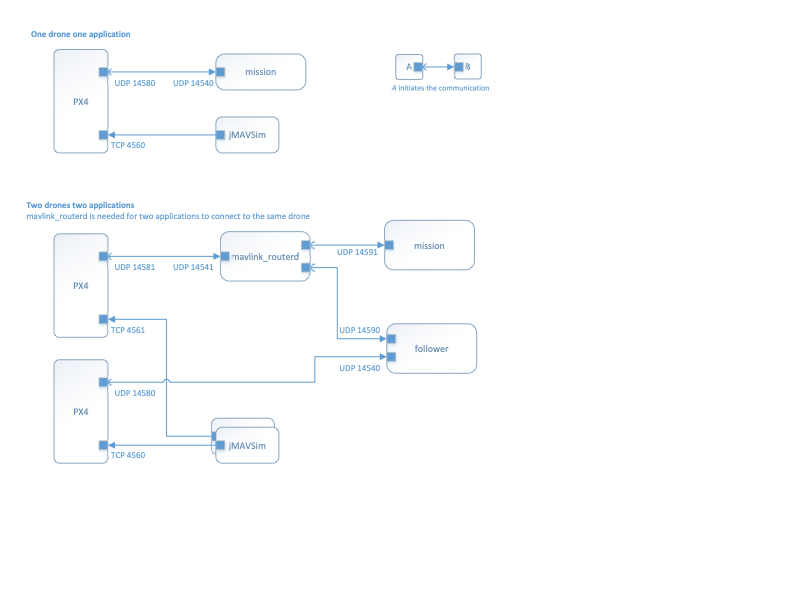 One drone one application
PX4
UDP 14580
UDP 14540
mission
TCP 4560
jMAVSim
A
B
A initiates the communication
Two drones two applications
mavlink_routerd is needed for two applications to connect to the same drone
PX4
UDP 14581
UDP 14541
mavlink_routerd
UDP 14591
mission
TCP 4561
UDP 14590
follower
UDP 14540
PX4
UDP 14580
TCP 4560
jMAVSim